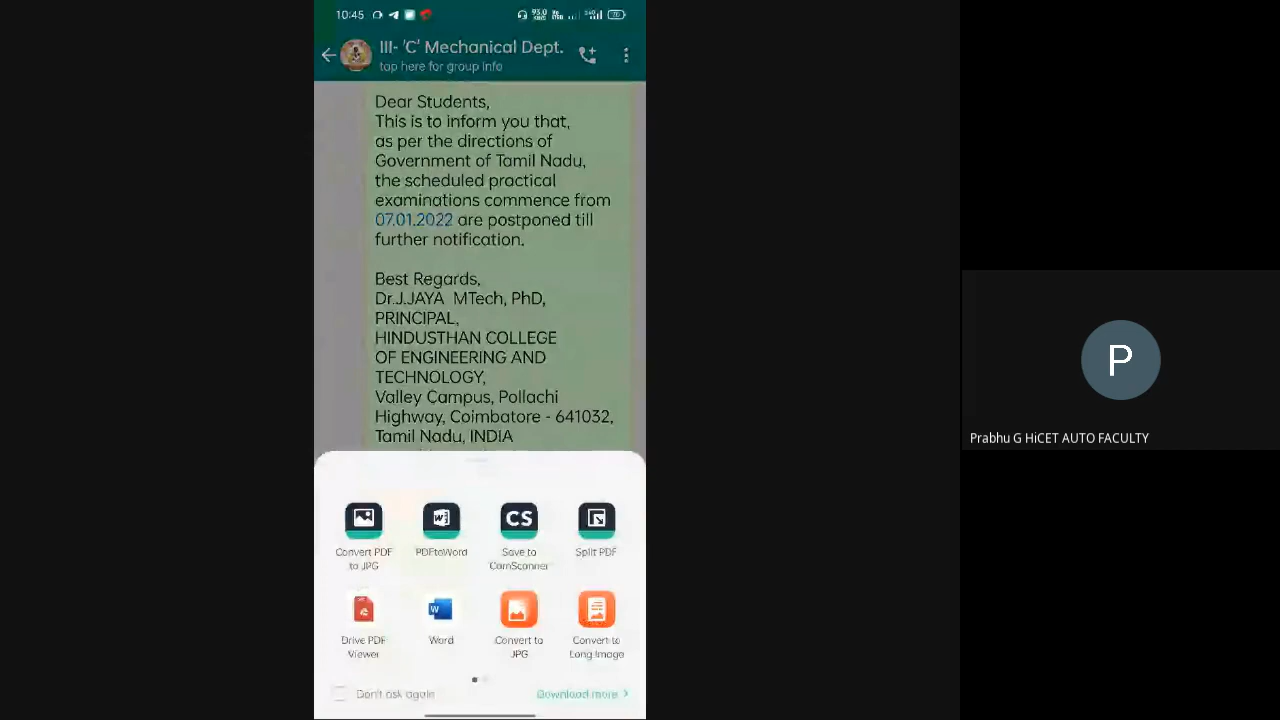 10:45
III- 'C' Mechanical Dept.
tap here for group info
Dear Students,
This is to inform you that,
as per the directions of
Government of Tamil Nadu,
the scheduled practical
examinations commence from
07.01.2022 are postponed till
further notification.
Best Regards,
Dr.J.JAYA MTech, PhD,
PRINCIPAL,
HINDUSTHAN COLLEGE
OF ENGINEERING AND
TECHNOLOGY,
Valley Campus, Pollachi
Highway, Coimbatore - 641032,
Tamil Nadu, INDIA
Convert PDF
to JPG
PDFtoWord
CS
Save to
CamScanner
Split PDF
Drive PDF
Viewer
Word
Convert to
JPG
Convert to
Long Image
Don't ask again
Download more
P
Prabhu G HiCET AUTO FACULTY